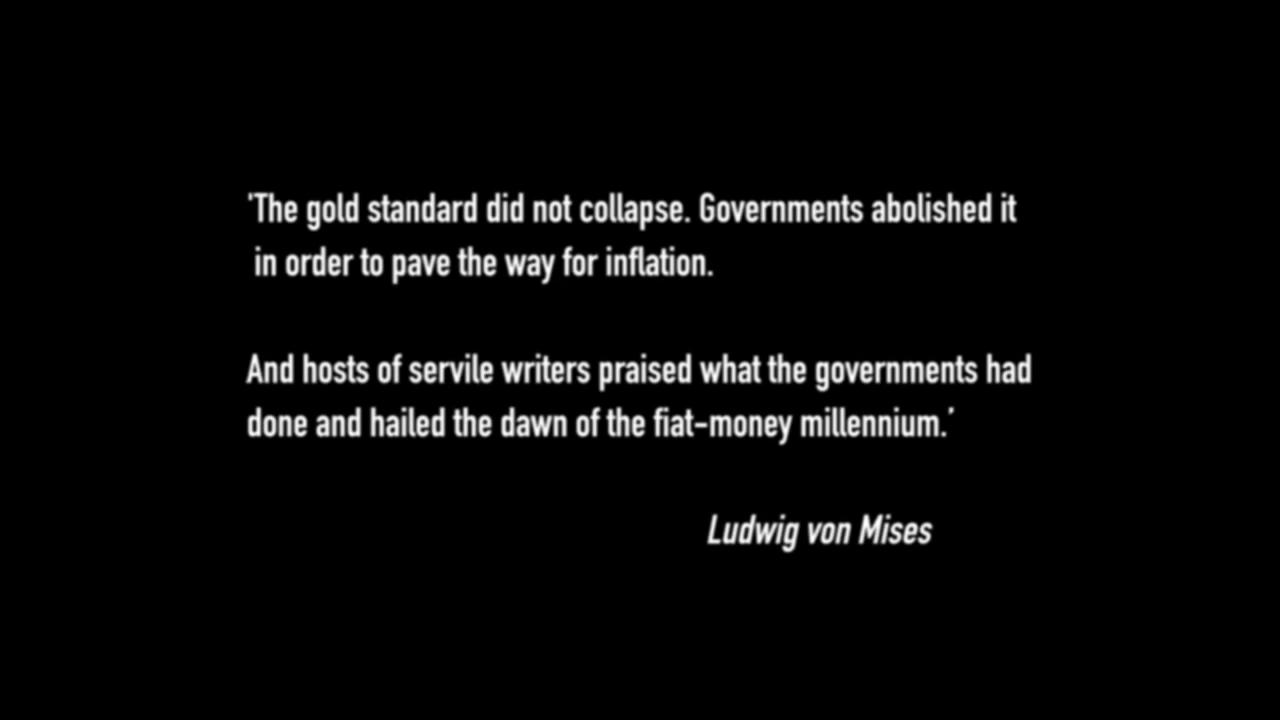 'The gold standard did not collapse. Governments abolished it
in order to pave the way for inflation.
And hosts of servile writers praised what the governments had
done and hailed the dawn of the fiat-money millennium.'
Ludwig von Mises